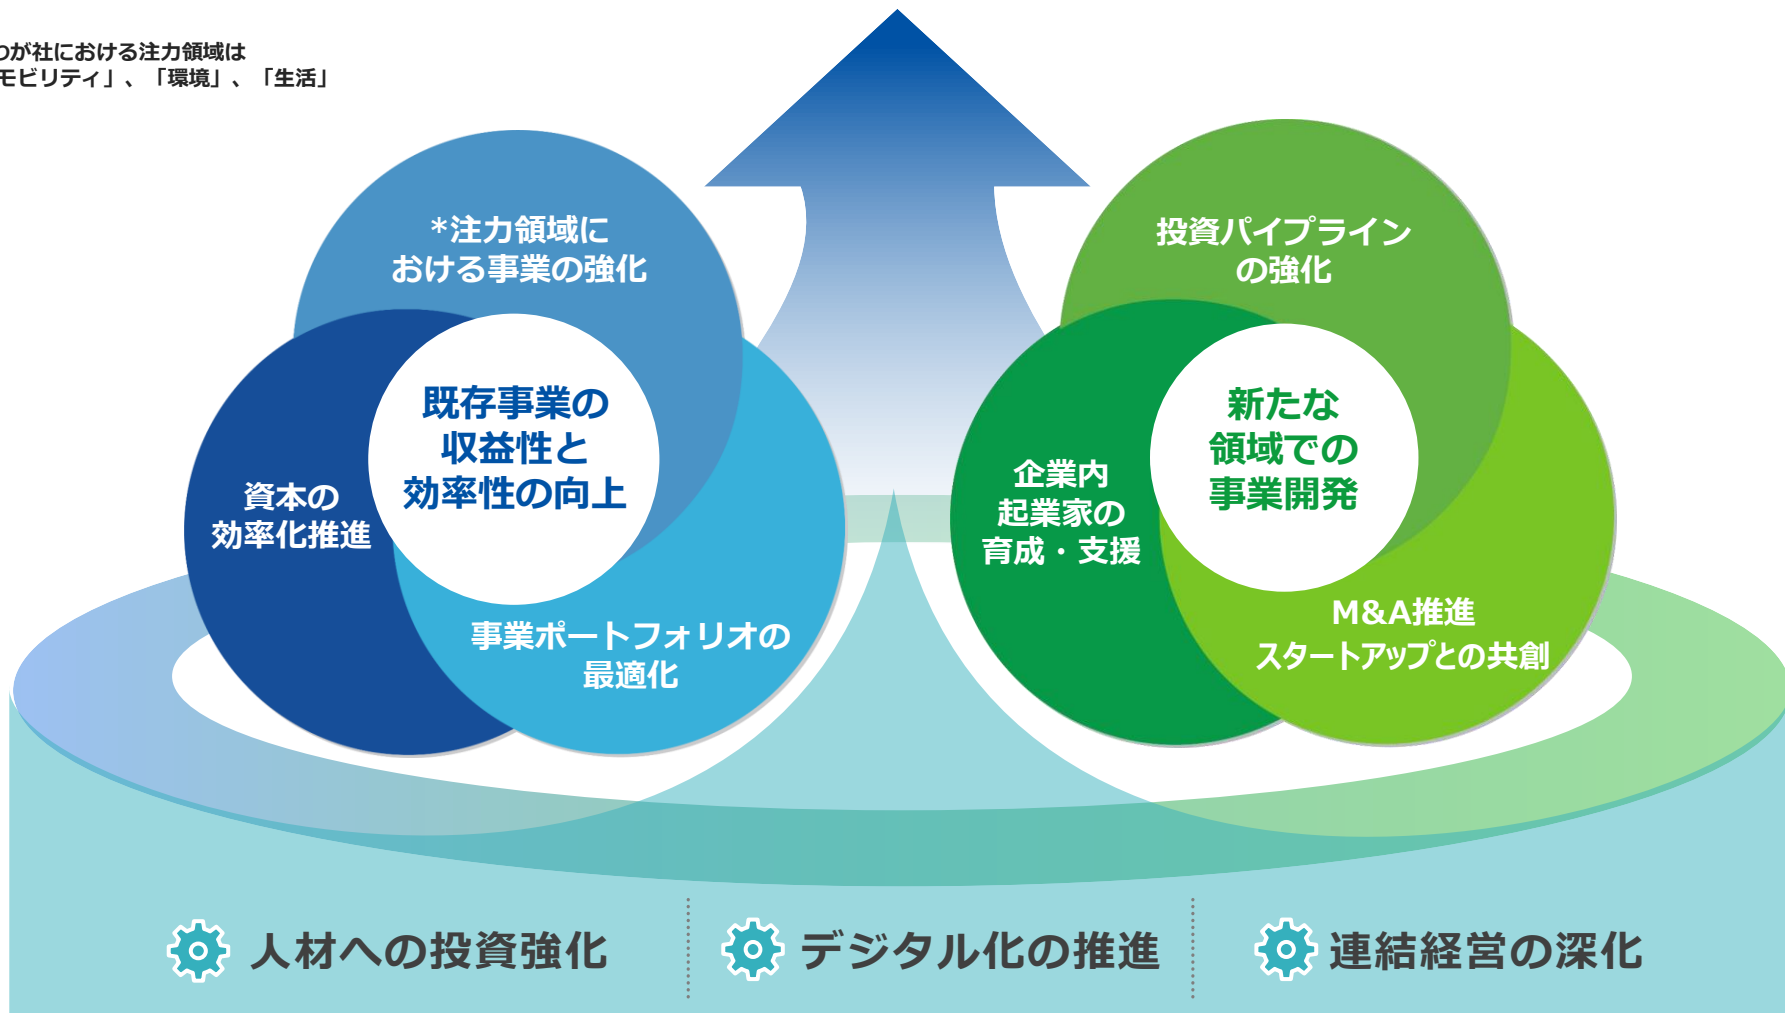 わが社における注力領域は
モビリティ」、「環境」、「生活」
*注力領域に
おける事業の強化
既存事業の
収益性と
効率性の向上
資本の
効率化推進
事業ポートフォリオの
最適化
投資パイプライン
の強化
新たな
領域での
事業開発
企業内
起業家の
育成・支援
M&A推進
スタートアップとの共創
人材への投資強化
デジタル化の推進
連結経営の深化